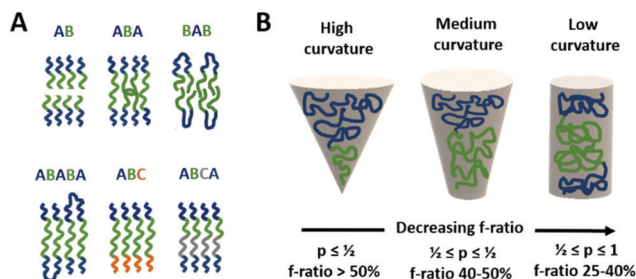 A
AB
ABA
BAB
ABABA
ABC
ABCA
B
High
curvature
Medium
curvature
Low
curvature
Decreasing f-ratio
p ≤ ½
f-ratio > 50%
½ ≤ p ≤ ½
f-ratio 40-50%
½ ≤ p ≤ 1
f-ratio 25-40%